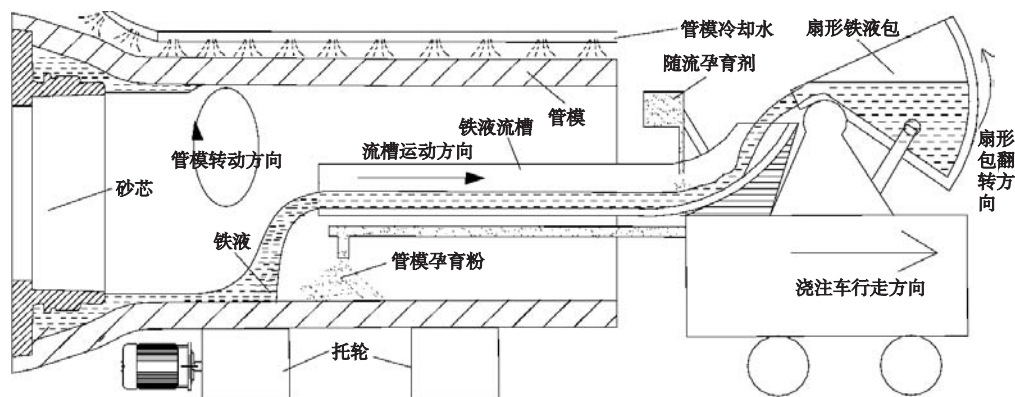 管模冷却水
扇形铁液包
随流孕育剂
管模
铁液流槽
管模转动方向
流槽运动方向
扇形
包翻
转方
向
砂芯
铁液
管模孕育粉
浇注车行走方向
托轮